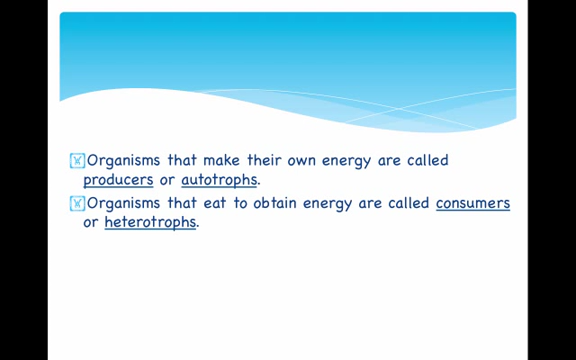 Organisms that make their own energy are called
producers or autotrophs.
Organisms that eat to obtain energy are called consumers
or heterotrophs.